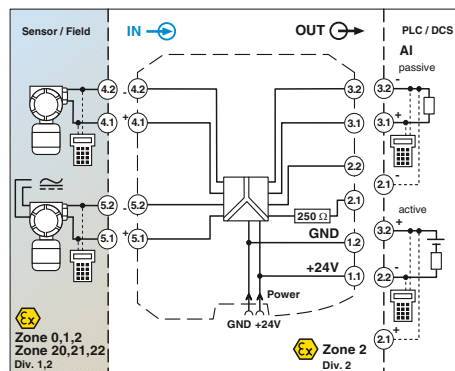 Sensor / Field
IN
OUT
PLC / DCS
AI
passive
4.2
-
4.2
3.2
3.2
-
4.1
+
4.1
3.1
3.1
+
2.2
2.1
-
5.2
-
5.2
2.1
250 Ω
active
GND
1.2
3.2
+
5.1
+
5.1
+24V
1.1
2.2
-
Power
GND +24V
2.1
+
Ex
Zone 0,1,2
Zone 20,21,22
Div. 1,2
Ex
Zone 2
Div. 2